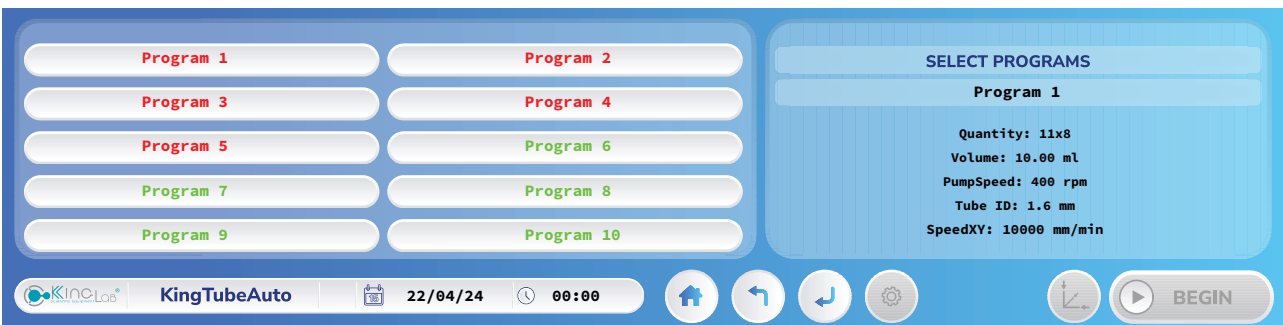 Program 1
Program 2
Program 3
Program 4
Program 5
Program 6
Program 7
Program 8
Program 9
Program 10
SELECT PROGRAMS
Program 1
Quantity: 11x8
Volume: 10.00 ml
PumpSpeed: 400 rpm
Tube ID: 1.6 mm
SpeedXY: 10000 mm/min
KingLab®
KingTubeAuto
22/04/24
00:00
BEGIN